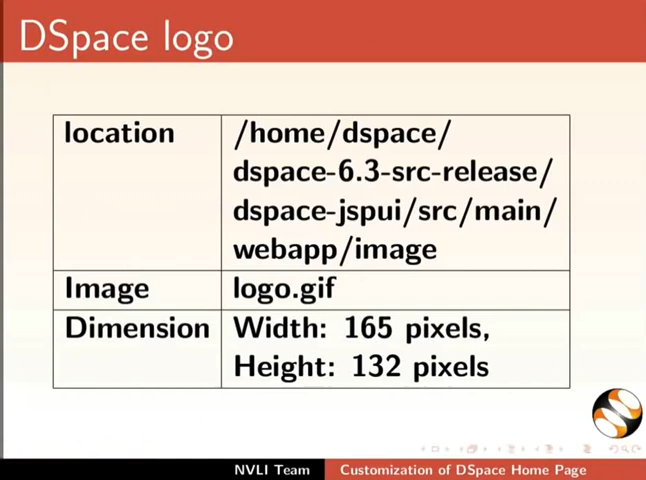 DSpace logo
location /home/dspace/
dspace-6.3-src-release/
dspace-jspui/src/main/
webapp/image
Image logo.gif
Dimension Width: 165 pixels,
Height: 132 pixels
NVLI Team Customization of DSpace Home Page